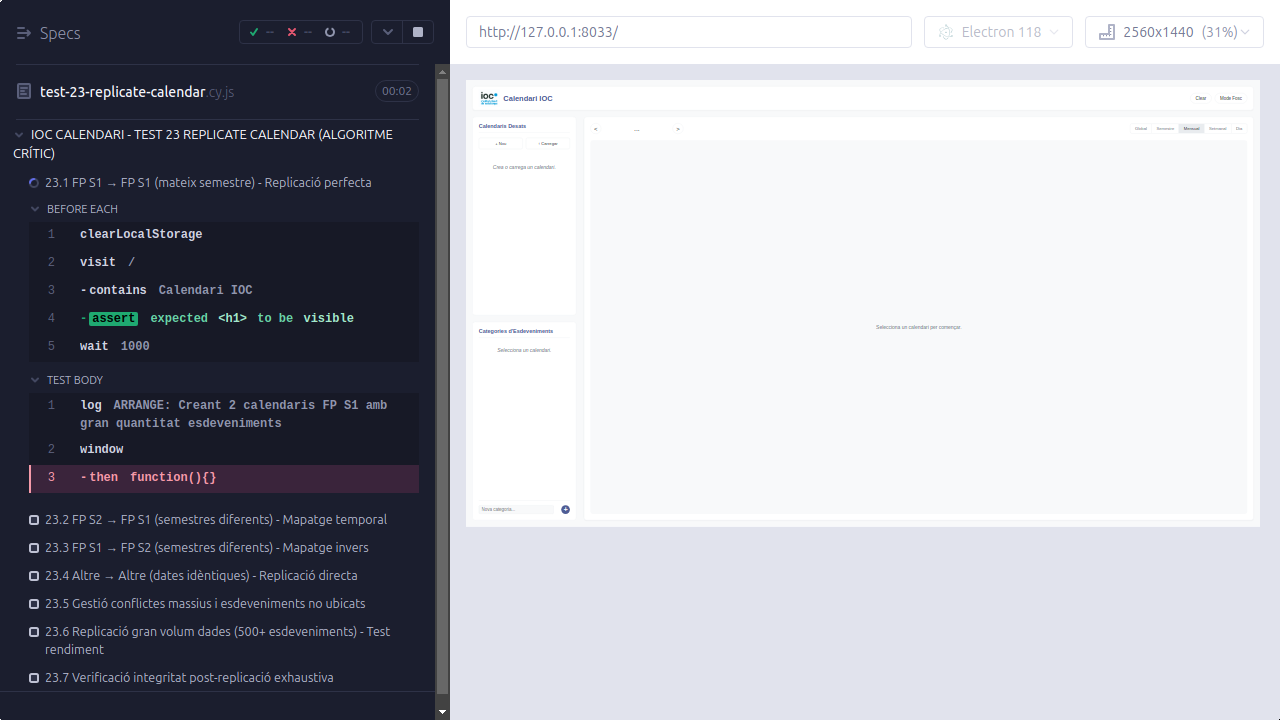 Specs
--
--
--
http://127.0.0.1:8033/
Electron 118
2560x1440 (31%)
test-23-replicate-calendar.cy.js
00:02
IOC CALENDARI - TEST 23 REPLICATE CALENDAR (ALGORITME
CRÍTIC)
23.1 FP S1 → FP S1 (mateix semestre) - Replicació perfecta
BEFORE EACH
1 clearLocalStorage
2 visit /
3 -contains Calendari IOC
4 -assert expected <h1> to be visible
5 wait 1000
TEST BODY
1 log ARRANGE: Creant 2 calendaris FP S1 amb
gran quantitat esdeveniments
2 window
3 -then function(){}
23.2 FP S2 → FP S1 (semestres diferents) - Mapatge temporal
23.3 FP S1 → FP S2 (semestres diferents) - Mapatge invers
23.4 Altre → Altre (dates idèntiques) - Replicació directa
23.5 Gestió conflictes massius i esdeveniments no ubicats
23.6 Replicació gran volum dades (500+ esdeveniments) - Test
rendiment
23.7 Verificació integritat post-replicació exhaustiva
ioc
Calendari IOC
Clear
Mode Fosc
Calendaris Desats
+ Nou
Carregar
Crea o carrega un calendari.
<
...
>
Global
Semestral
Mensual
Setmanal
Dia
Selecciona un calendari per començar.
Categories d'Esdeveniments
Selecciona un calendari.
Nova categoria...
+